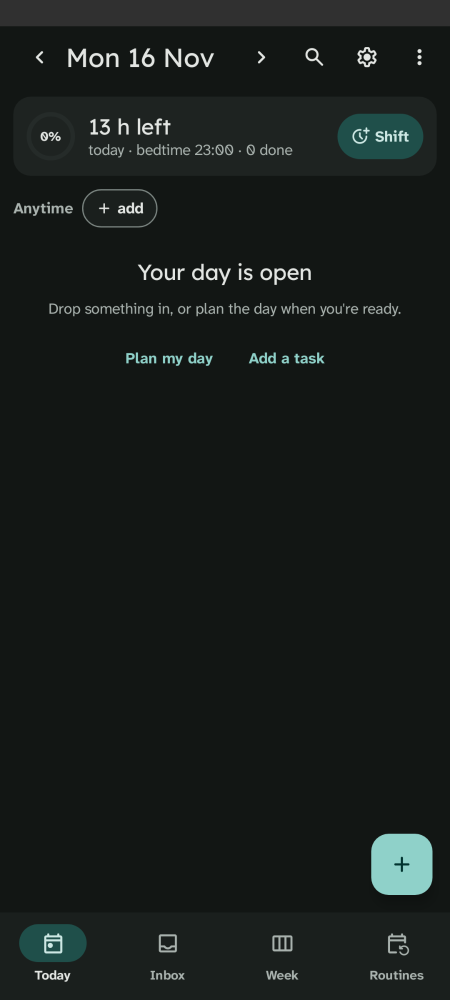 Mon 16 Nov
0%
13 h left
today · bedtime 23:00 · 0 done
Shift
Anytime
+ add
Your day is open
Drop something in, or plan the day when you're ready.
Plan my day
Add a task
Today
Inbox
Week
Routines